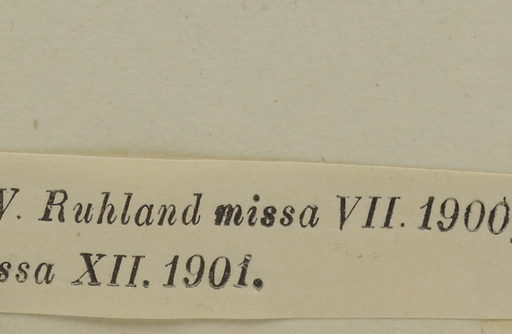 V. Ruhland missa VII. 1900,
ssa XII. 1901.